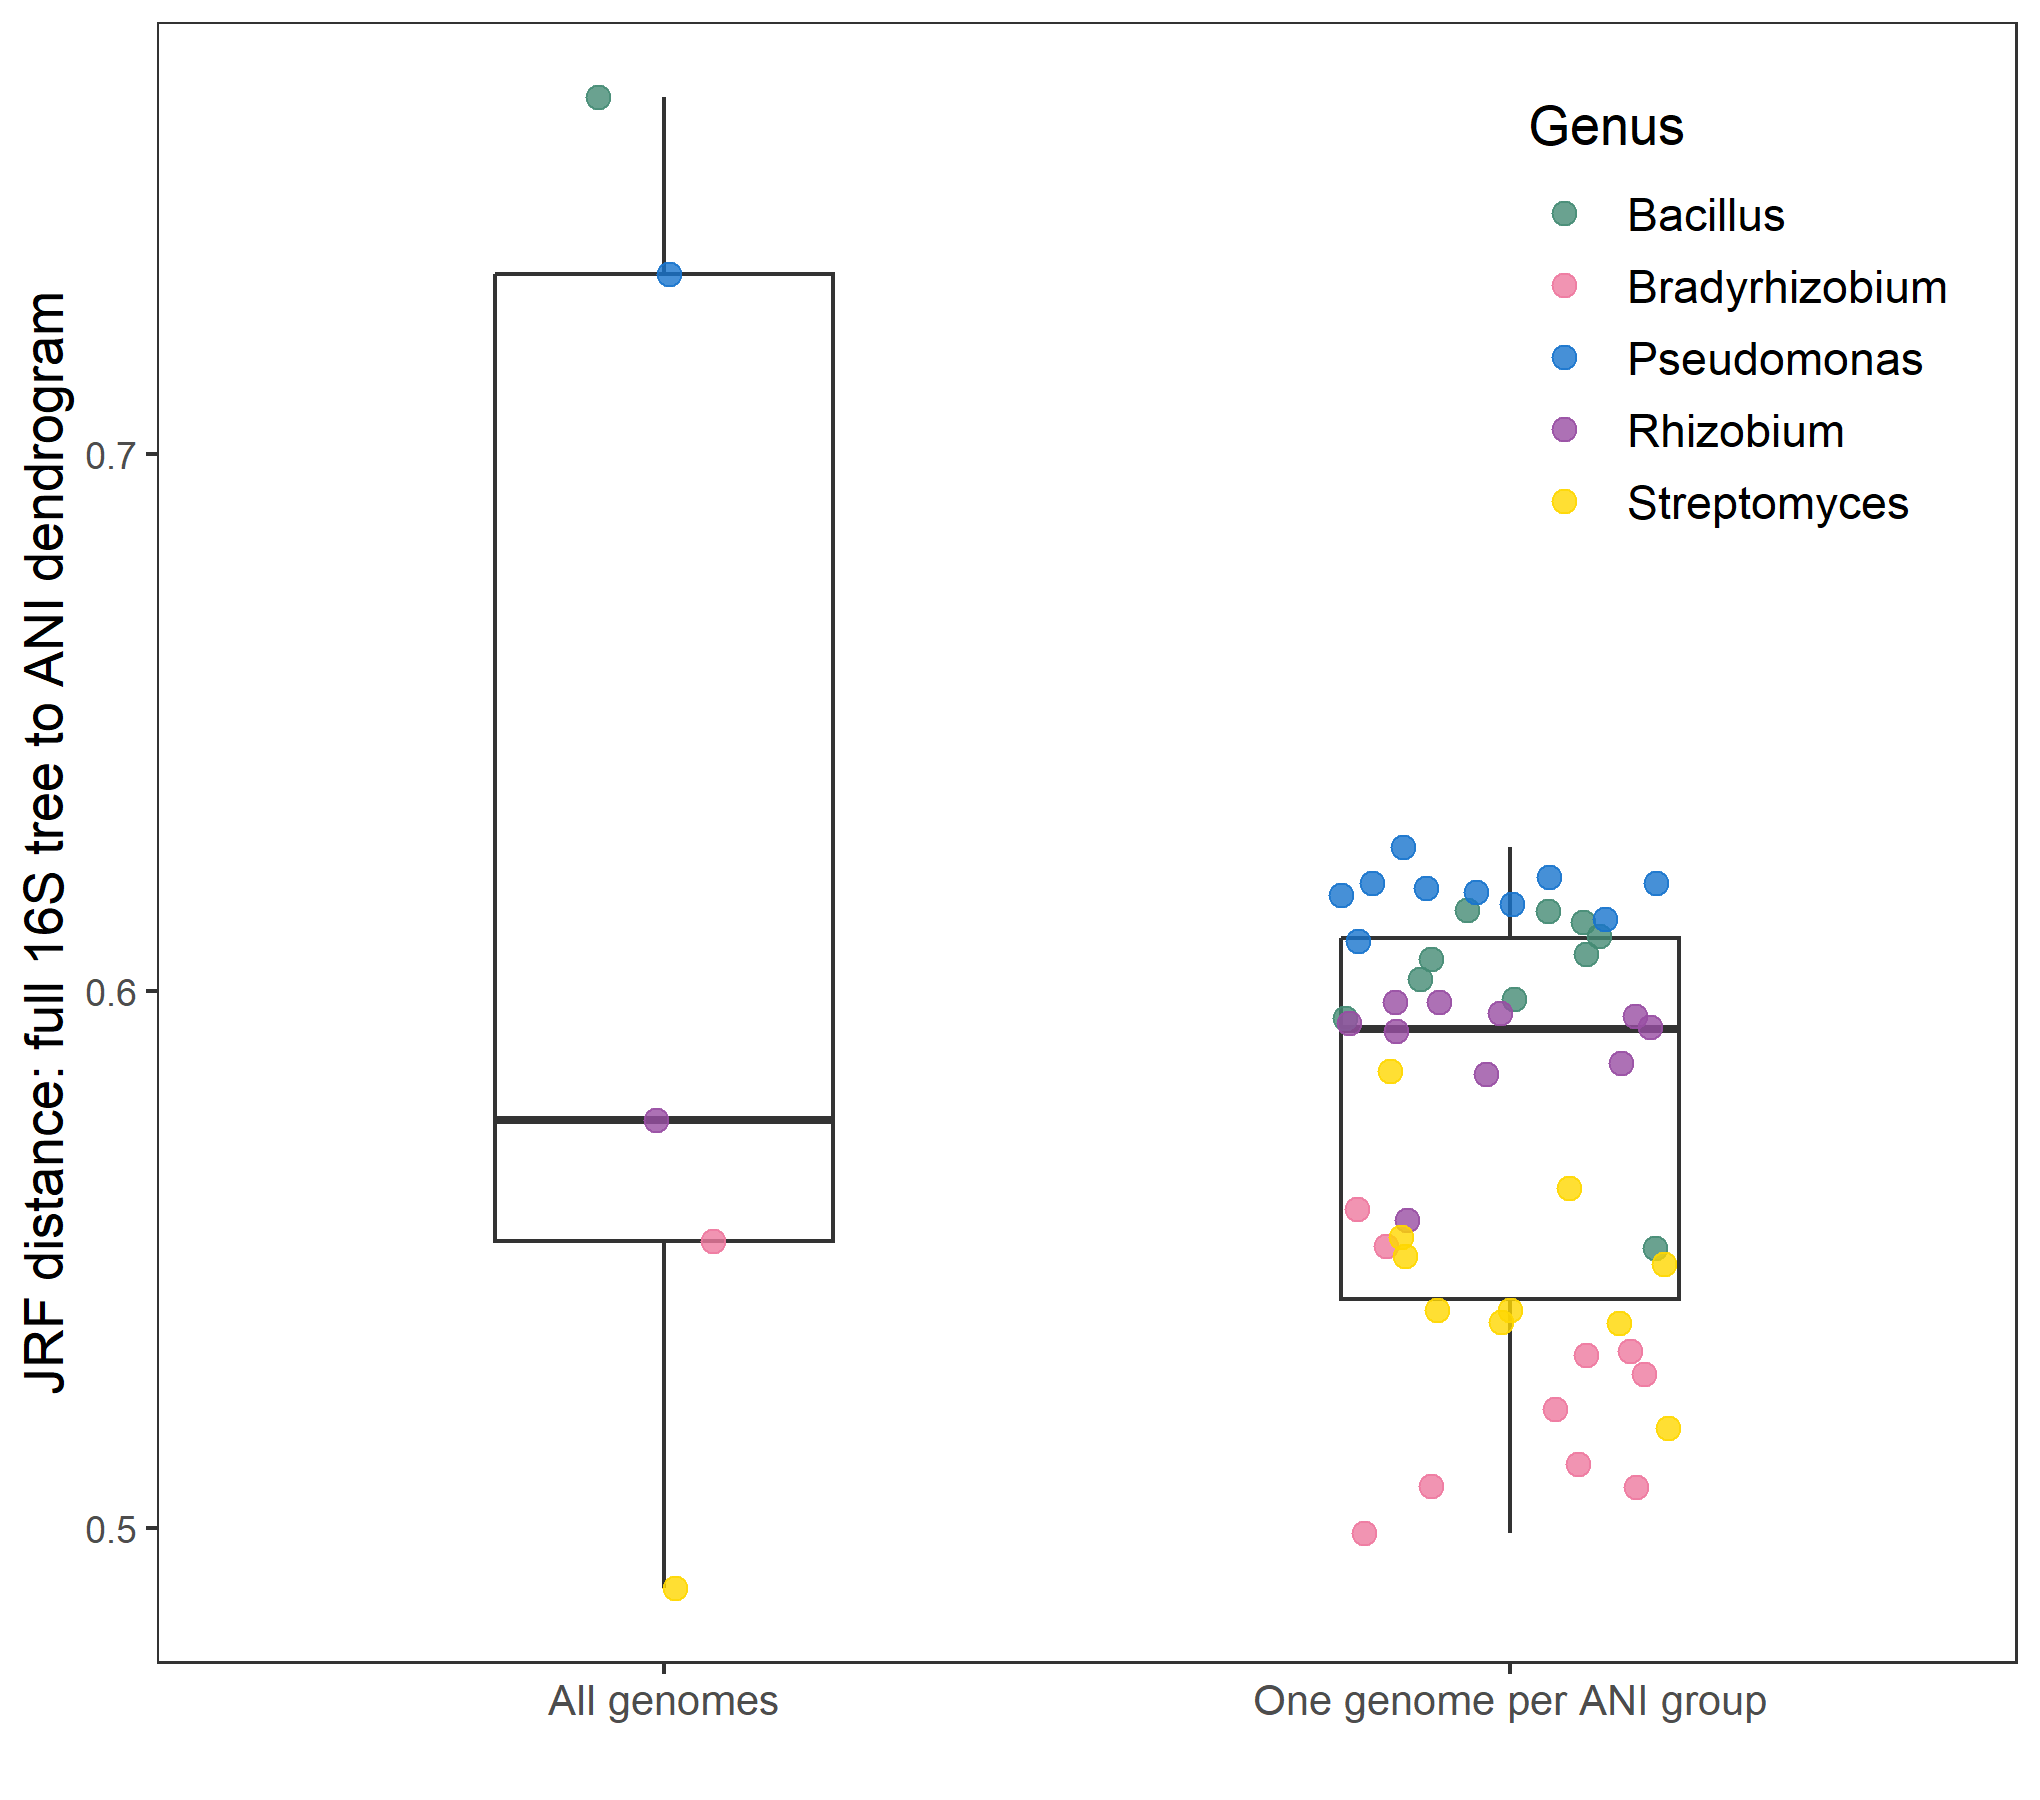 JRF distance: full 16S tree to ANI dendrogram
0.7
0.6
0.5
Genus
Bacillus
Bradyrhizobium
Pseudomonas
Rhizobium
Streptomyces
All genomes
One genome per ANI group